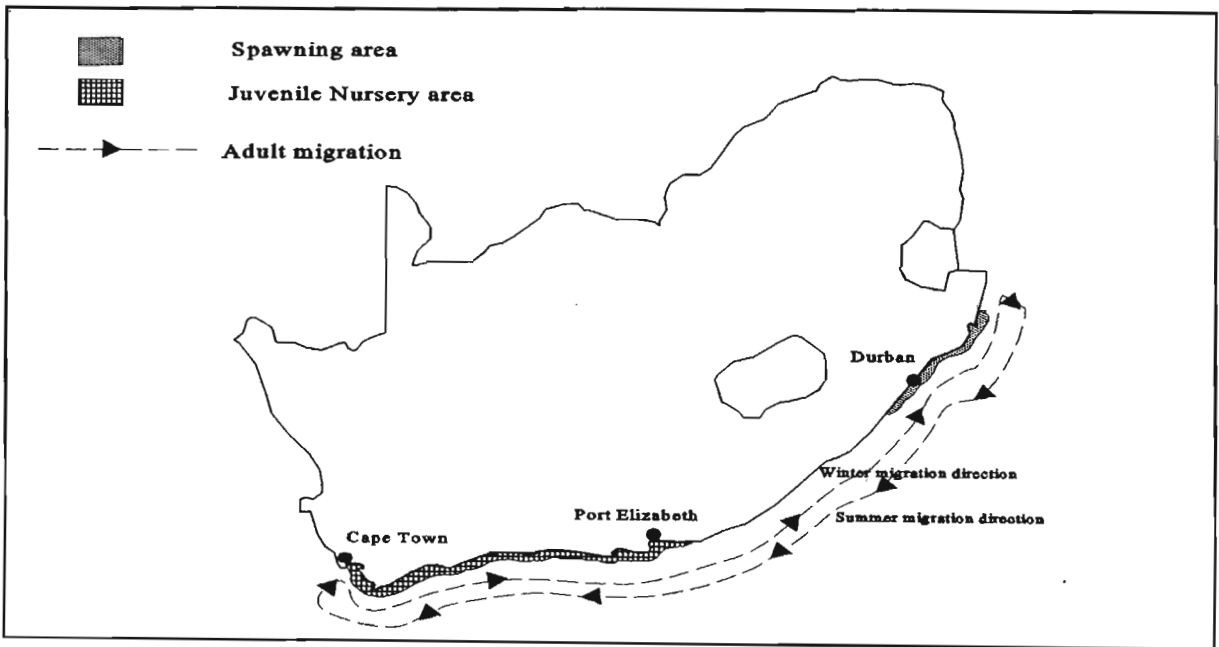 Spawning area
Juvenile Nursery area
Adult migration
Durban
Winter migration direction
Summer migration direction
Port Elizabeth
Cape Town